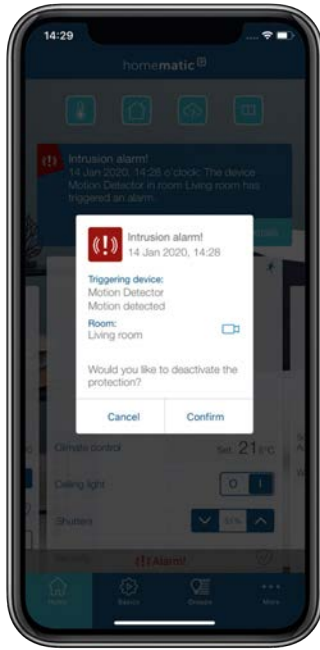 14:29
homematic IP
Intrusion alarm!
14 Jan 2020, 14:28 o'clock: The device
Motion Detector in room Living room has
triggered an alarm.
Intrusion alarm!
14 Jan 2020, 14:28
Triggering device:
Motion Detector
Motion detected
Room:
Living room
Would you like to deactivate the
protection?
Cancel
Confirm
Climate control
Set 21.0°C
Ceiling light
O I
Shutters
Alarm!
Home
Basics
Groups
More